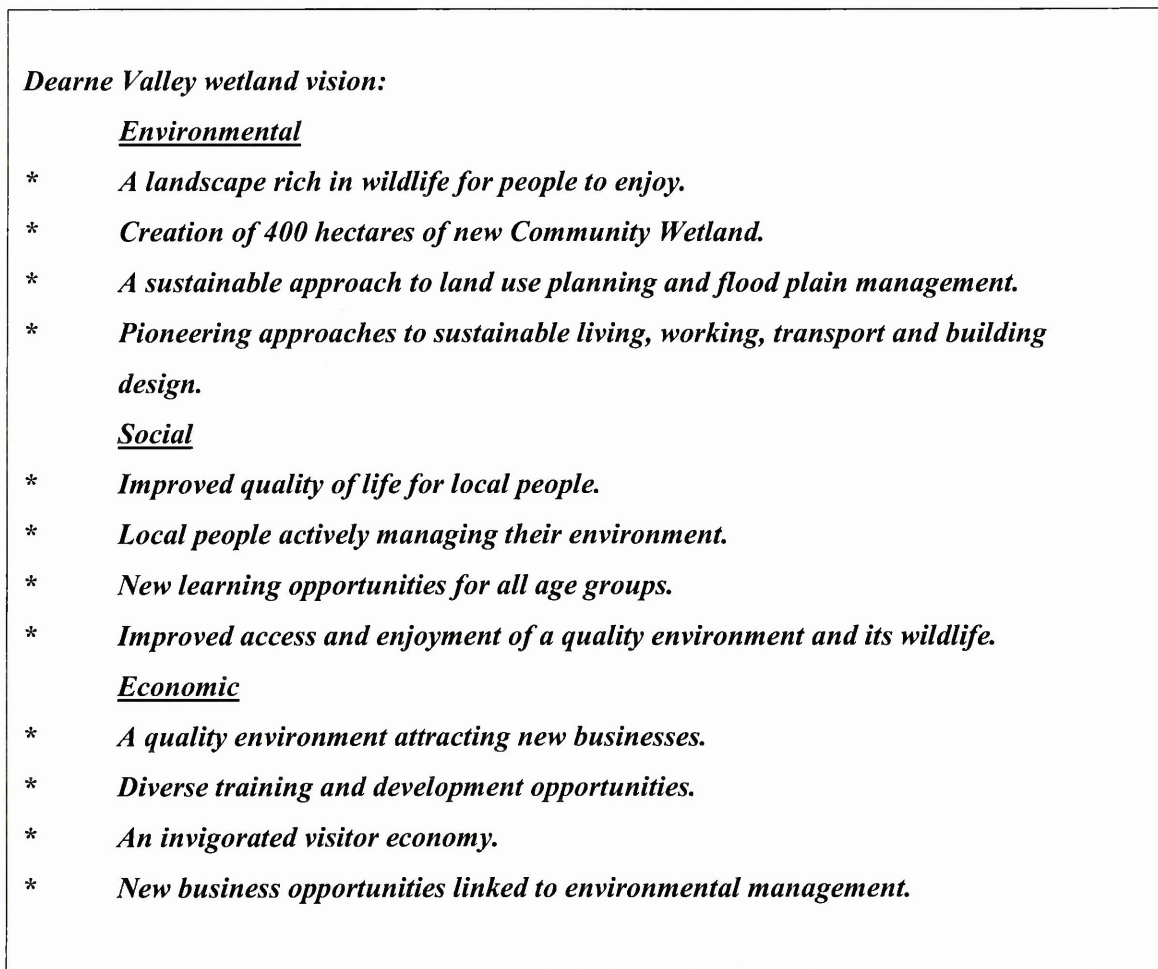 Dearne Valley wetland vision:
Environmental
* A landscape rich in wildlife for people to enjoy.
* Creation of 400 hectares of new Community Wetland.
* A sustainable approach to land use planning and flood plain management.
* Pioneering approaches to sustainable living, working, transport and building
design.
Social
* Improved quality of life for local people.
* Local people actively managing their environment.
* New learning opportunities for all age groups.
* Improved access and enjoyment of a quality environment and its wildlife.
Economic
* A quality environment attracting new businesses.
* Diverse training and development opportunities.
* An invigorated visitor economy.
* New business opportunities linked to environmental management.